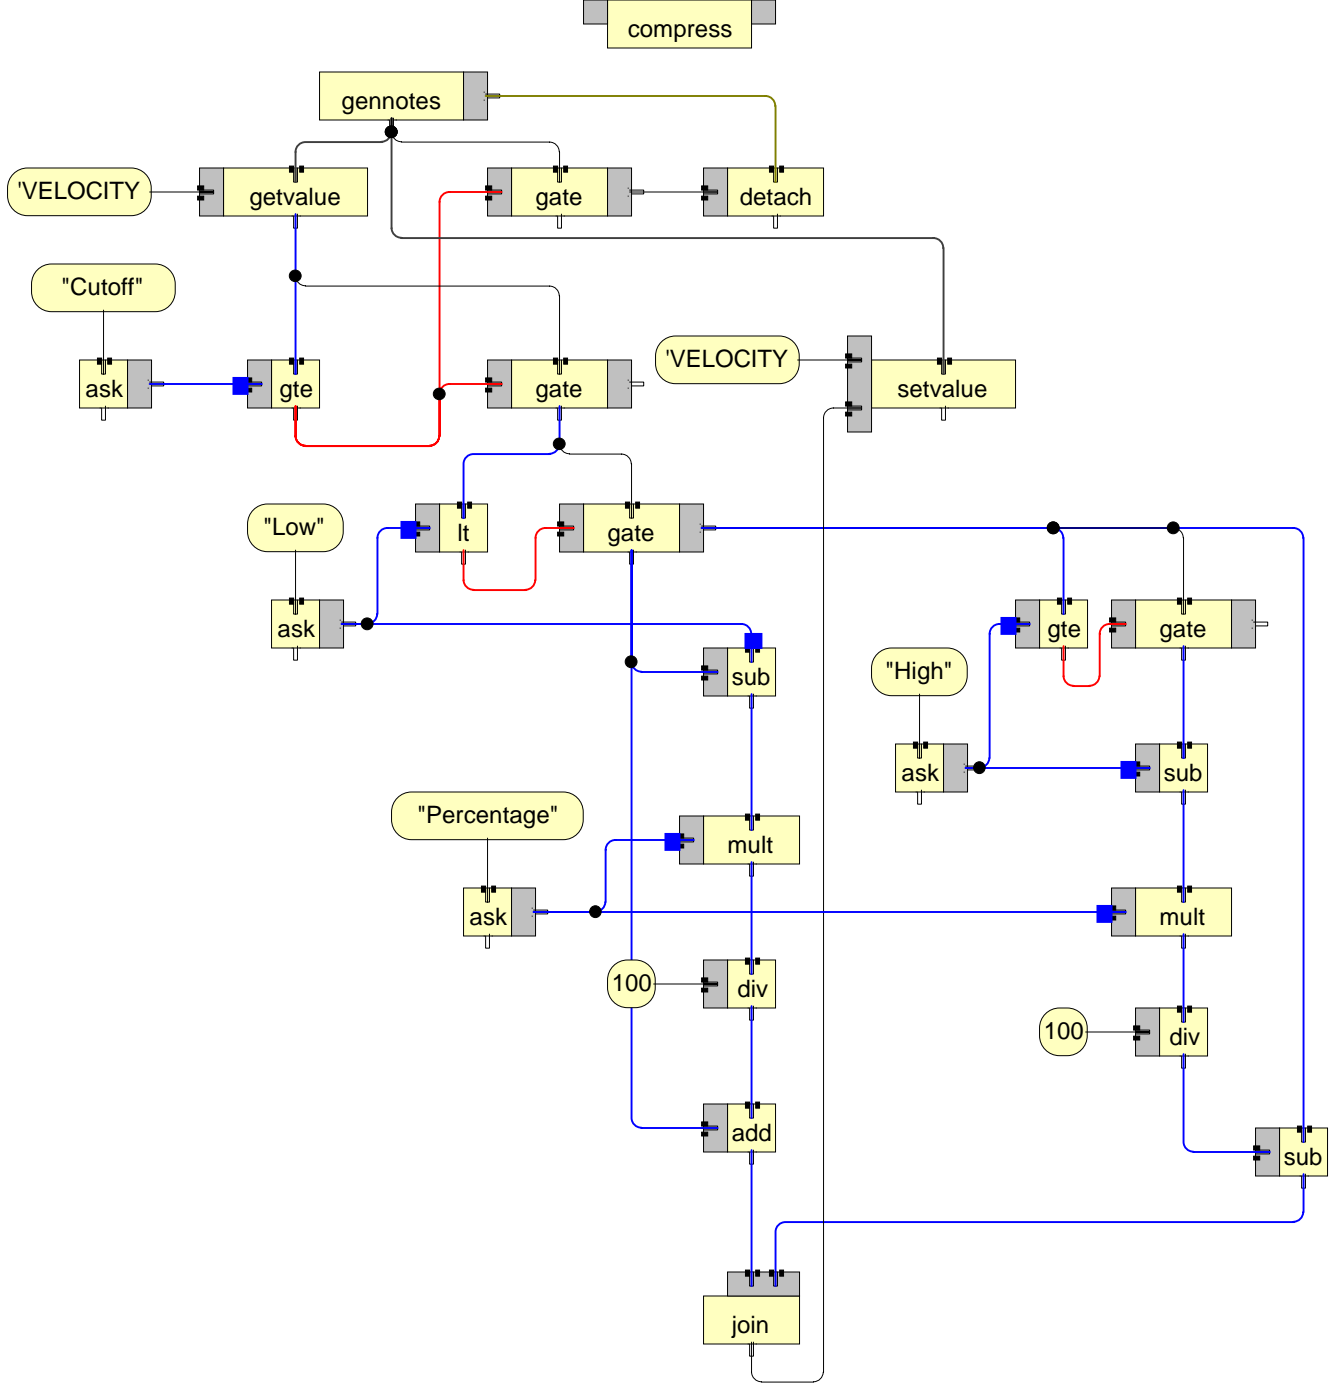 compress
gennotes
'VELOCITY
getvalue
gate
detach
"Cutoff"
ask
gte
gate
'VELOCITY
setvalue
"Low"
lt
gate
ask
sub
gte
gate
"High"
ask
sub
"Percentage"
mult
ask
mult
100
div
100
div
add
sub
join